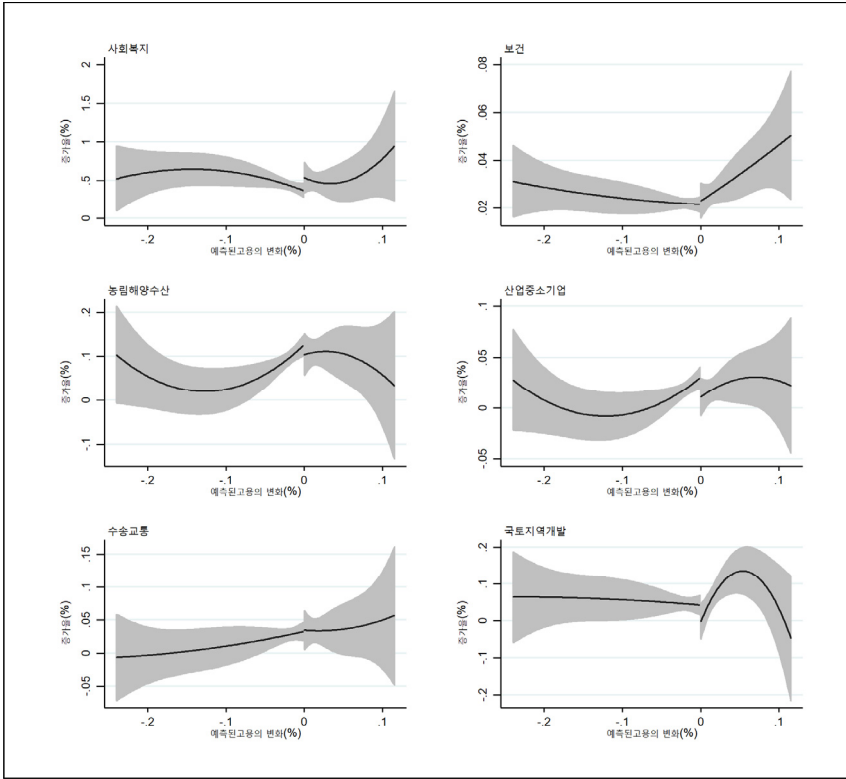 사회복지
증가율(%)
2
1.5
1
.5
0
-.2
-.1
0
.1
예측된고용의 변화(%)
보건
증가율(%)
.08
.06
.04
.02
-.2
-.1
0
.1
예측된고용의 변화(%)
농림해양수산
증가율(%)
.2
.1
0
-.1
-.2
-.1
0
.1
예측된고용의 변화(%)
산업중소기업
증가율(%)
.1
.05
0
-.05
-.2
-.1
0
.1
예측된고용의 변화(%)
수송교통
증가율(%)
.15
.1
.05
0
-.05
-.2
-.1
0
.1
예측된고용의 변화(%)
국토지역개발
증가율(%)
.2
.1
0
-.1
-.2
-.2
-.1
0
.1
예측된고용의 변화(%)